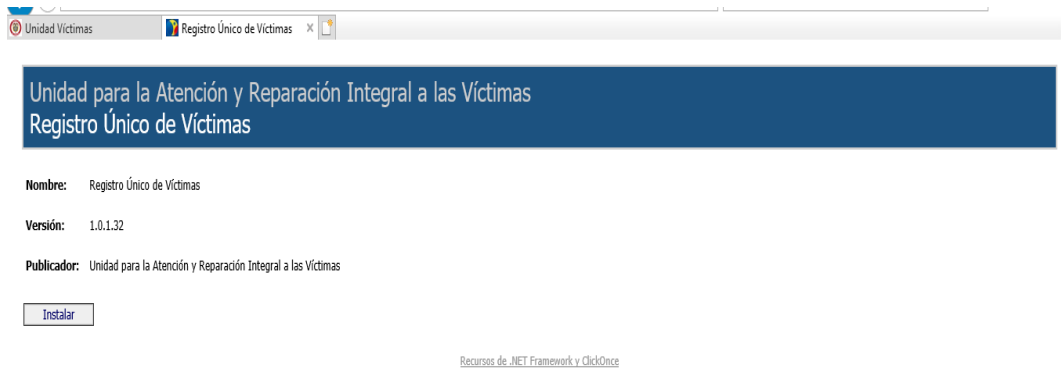 Unidad Víctimas
Registro Único de Víctimas
Unidad para la Atención y Reparación Integral a las Víctimas
Registro Único de Víctimas
Nombre: Registro Único de Víctimas
Versión: 1.0.1.32
Publicador: Unidad para la Atención y Reparación Integral a las Víctimas
Instalar
Recursos de .NET Framework y ClickOnce